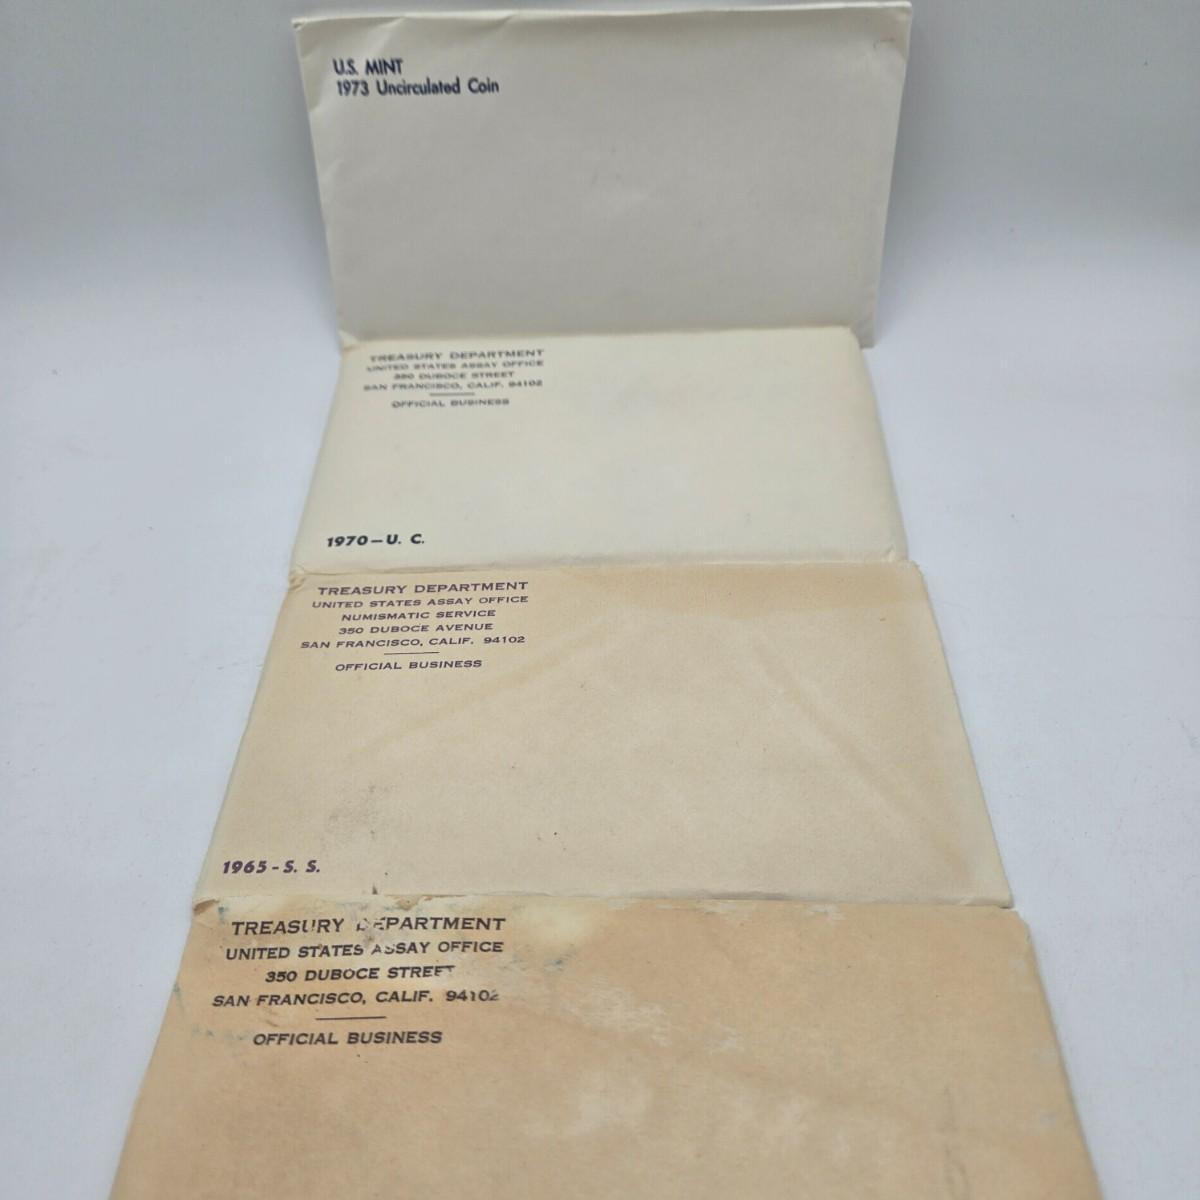 U.S. MINT
1973 Uncirculated Coin
TREASURY DEPARTMENT
UNITED STATES ASSAY OFFICE
350 DUBOCE STREET
SAN FRANCISCO, CALIF. 94102
OFFICIAL BUSINESS
1970-U. C.
TREASURY DEPARTMENT
UNITED STATES ASSAY OFFICE
NUMISMATIC SERVICE
350 DUBOCE AVENUE
SAN FRANCISCO, CALIF. 94102
OFFICIAL BUSINESS
1965-S. S.
TREASURY DEPARTMENT
UNITED STATES ASSAY OFFICE
350 DUBOCE STREET
SAN FRANCISCO, CALIF. 94102
OFFICIAL BUSINESS